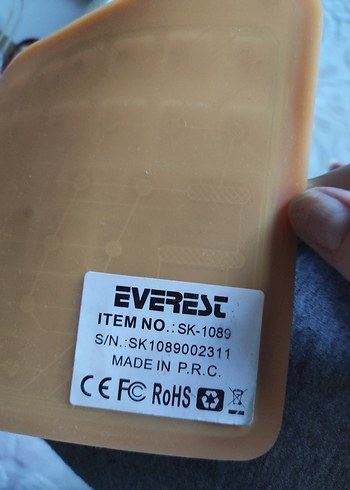 EVEREST
ITEM NO.:SK-1089
S/N.:SK1089002311
MADE IN P.R.C.
CE FC RoHS